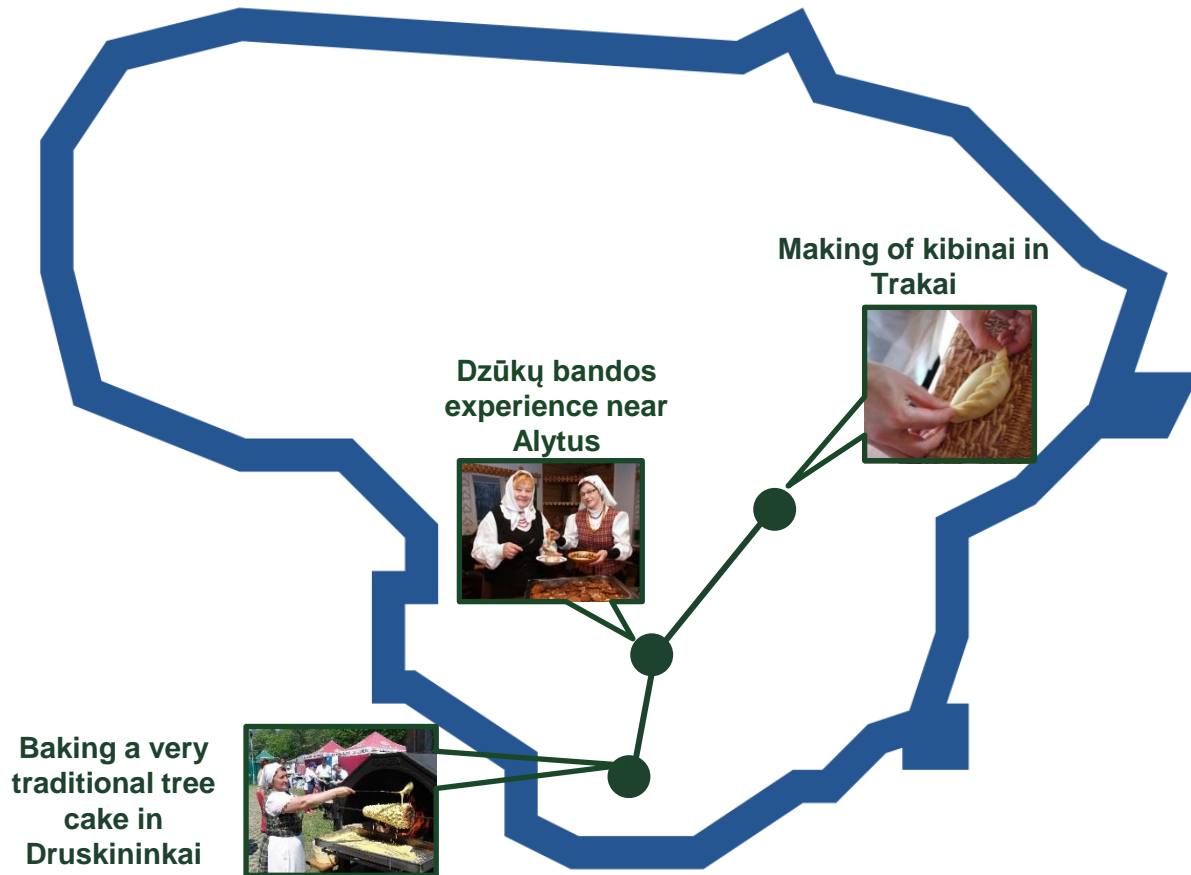 Making of kibinai in
Trakai
Dzūkų bandos
experience near
Alytus
Baking a very
traditional tree
cake in
Druskininkai